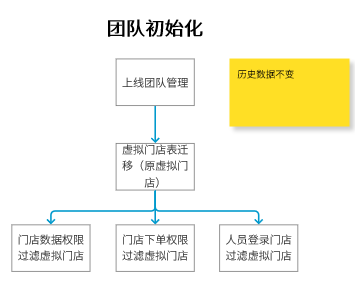 团队初始化
上线团队管理
历史数据不变
虚拟门店表迁
移（原虚拟门
店）
门店数据权限
过滤虚拟门店
门店下单权限
过滤虚拟门店
人员登录门店
过滤虚拟门店